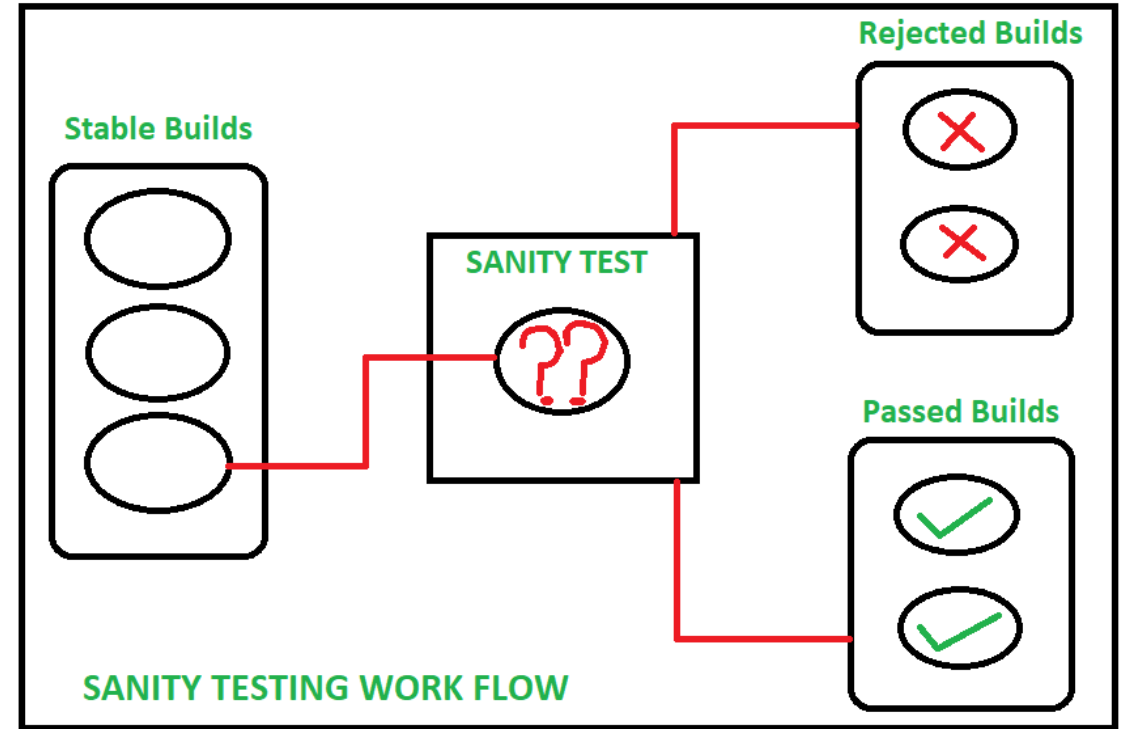 Rejected Builds
Stable Builds
SANITY TEST
??
Passed Builds
SANITY TESTING WORK FLOW